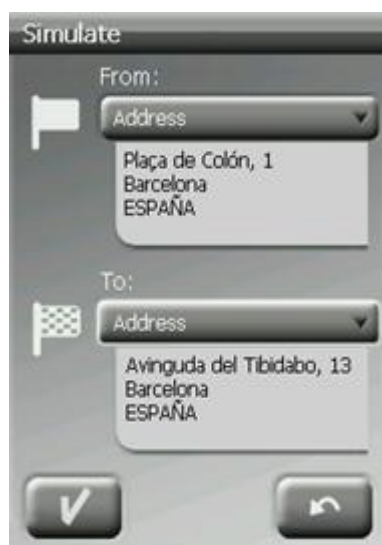 Simulate
From:
Address
Plaça de Colón, 1
Barcelona
ESPAÑA
To:
Address
Avinguda del Tibidabo, 13
Barcelona
ESPAÑA